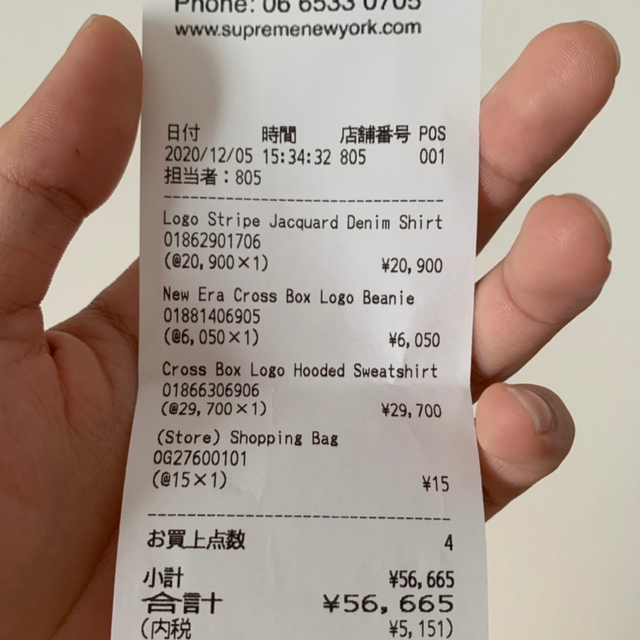 Phone: 06 6533 0705
www.supremenewyork.com
日付 時間 店舗番号 POS
2020/12/05 15:34:32 805 001
担当者：805
Logo Stripe Jacquard Denim Shirt
01862901706
(@20,900×1) ¥20,900
New Era Cross Box Logo Beanie
01881406905
(@6,050×1) ¥6,050
Cross Box Logo Hooded Sweatshirt
01866306906
(@29,700×1) ¥29,700
(Store) Shopping Bag
OG27600101
(@15×1) ¥15
お買上点数 4
小計 ¥56,665
合計 ¥56,665
(内税 ¥5,151)